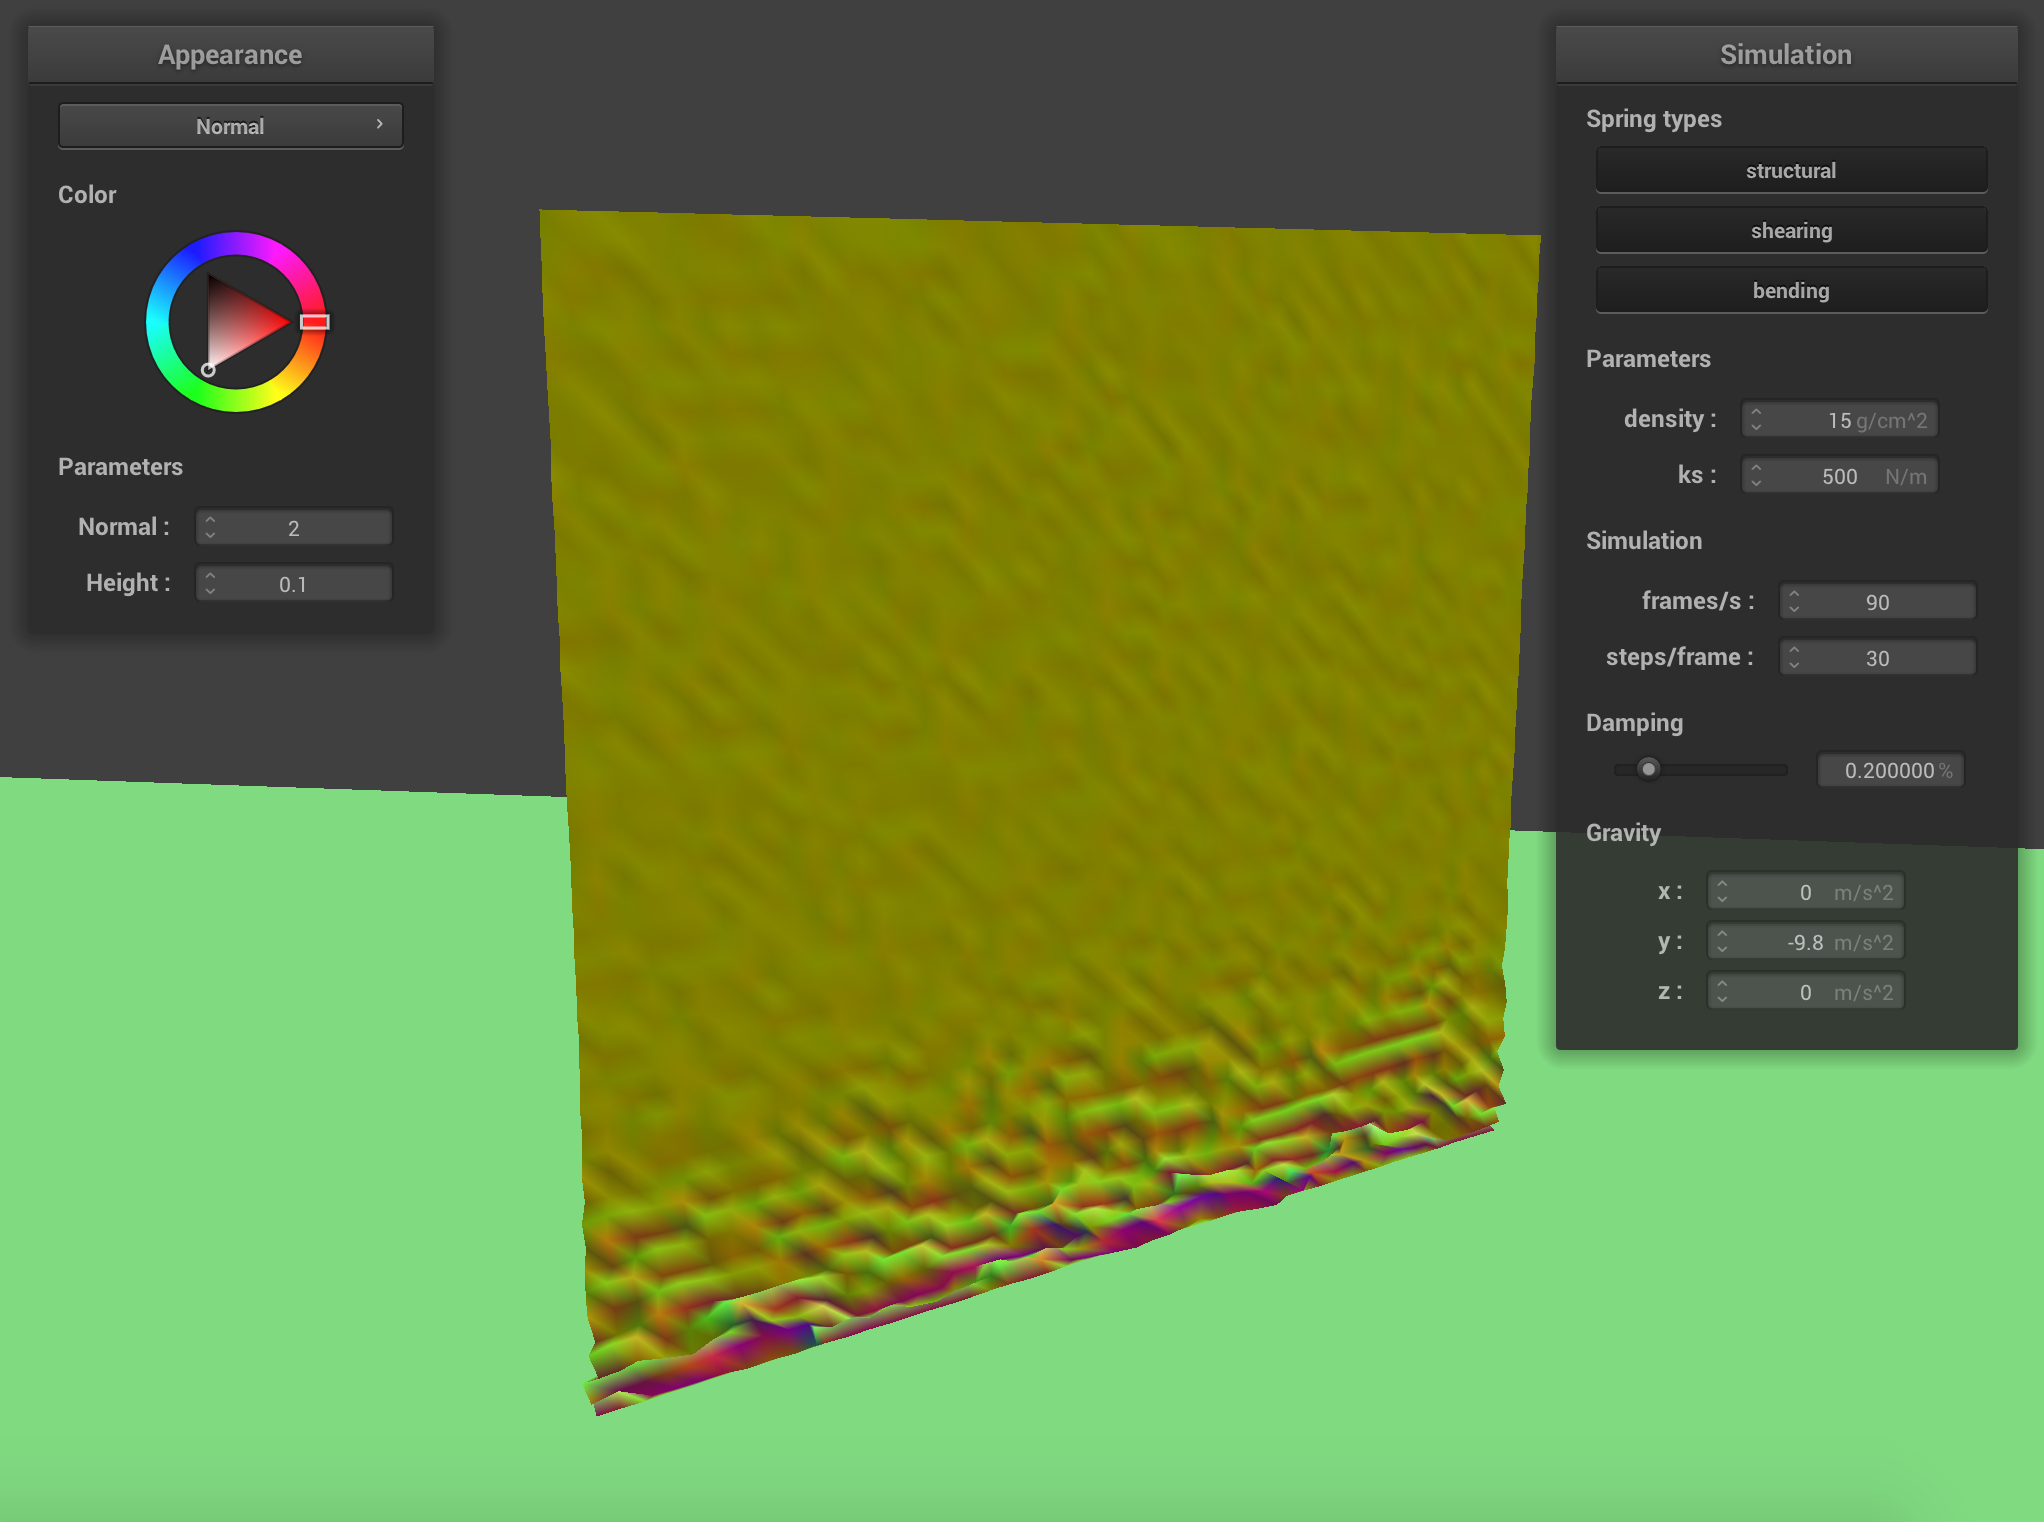 Appearance
Normal
Color
Parameters
Normal : 2
Height : 0.1
Simulation
Spring types
structural
shearing
bending
Parameters
density : 15 g/cm^2
ks : 500 N/m
Simulation
frames/s : 90
steps/frame : 30
Damping
0.200000 %
Gravity
x : 0 m/s^2
y : -9.8 m/s^2
z : 0 m/s^2